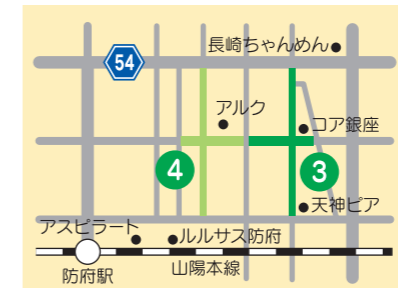 長崎ちゃんめん
54
アルク
コア銀座
4
3
天神ピア
アスピラート
ルルサス防府
山陽本線
防府駅